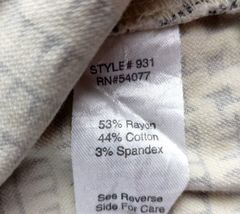 STYLE# 931
RN#54077
53% Rayon
44% Cotton
3% Spandex
See Reverse
Side For Care